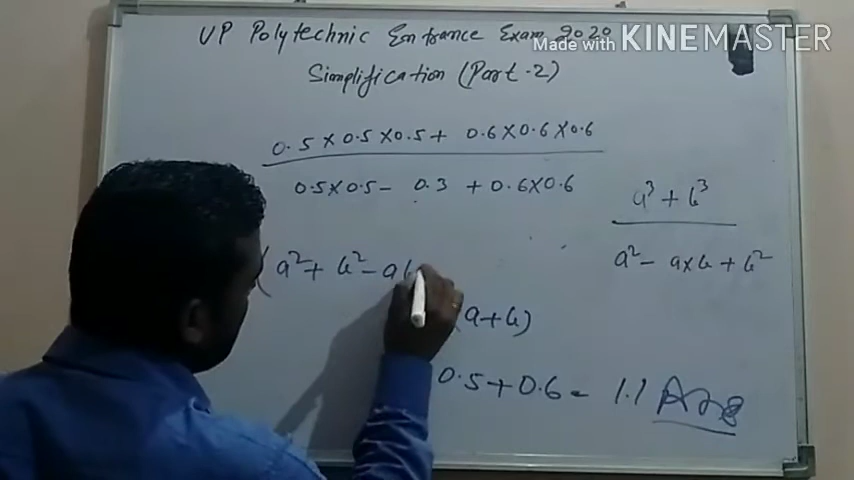 UP Polytechnic Entrance Exam 2020
Made with KINEMASTER
Simplification (Part-2)
0.5×0.5×0.5+ 0.6×0.6×0.6
0.5×0.5- 0.3 +0.6×0.6
a³+b³
a²- a×b+b²
(a²+b²-ab
(a+b)
0.5+0.6= 1.1 Ans